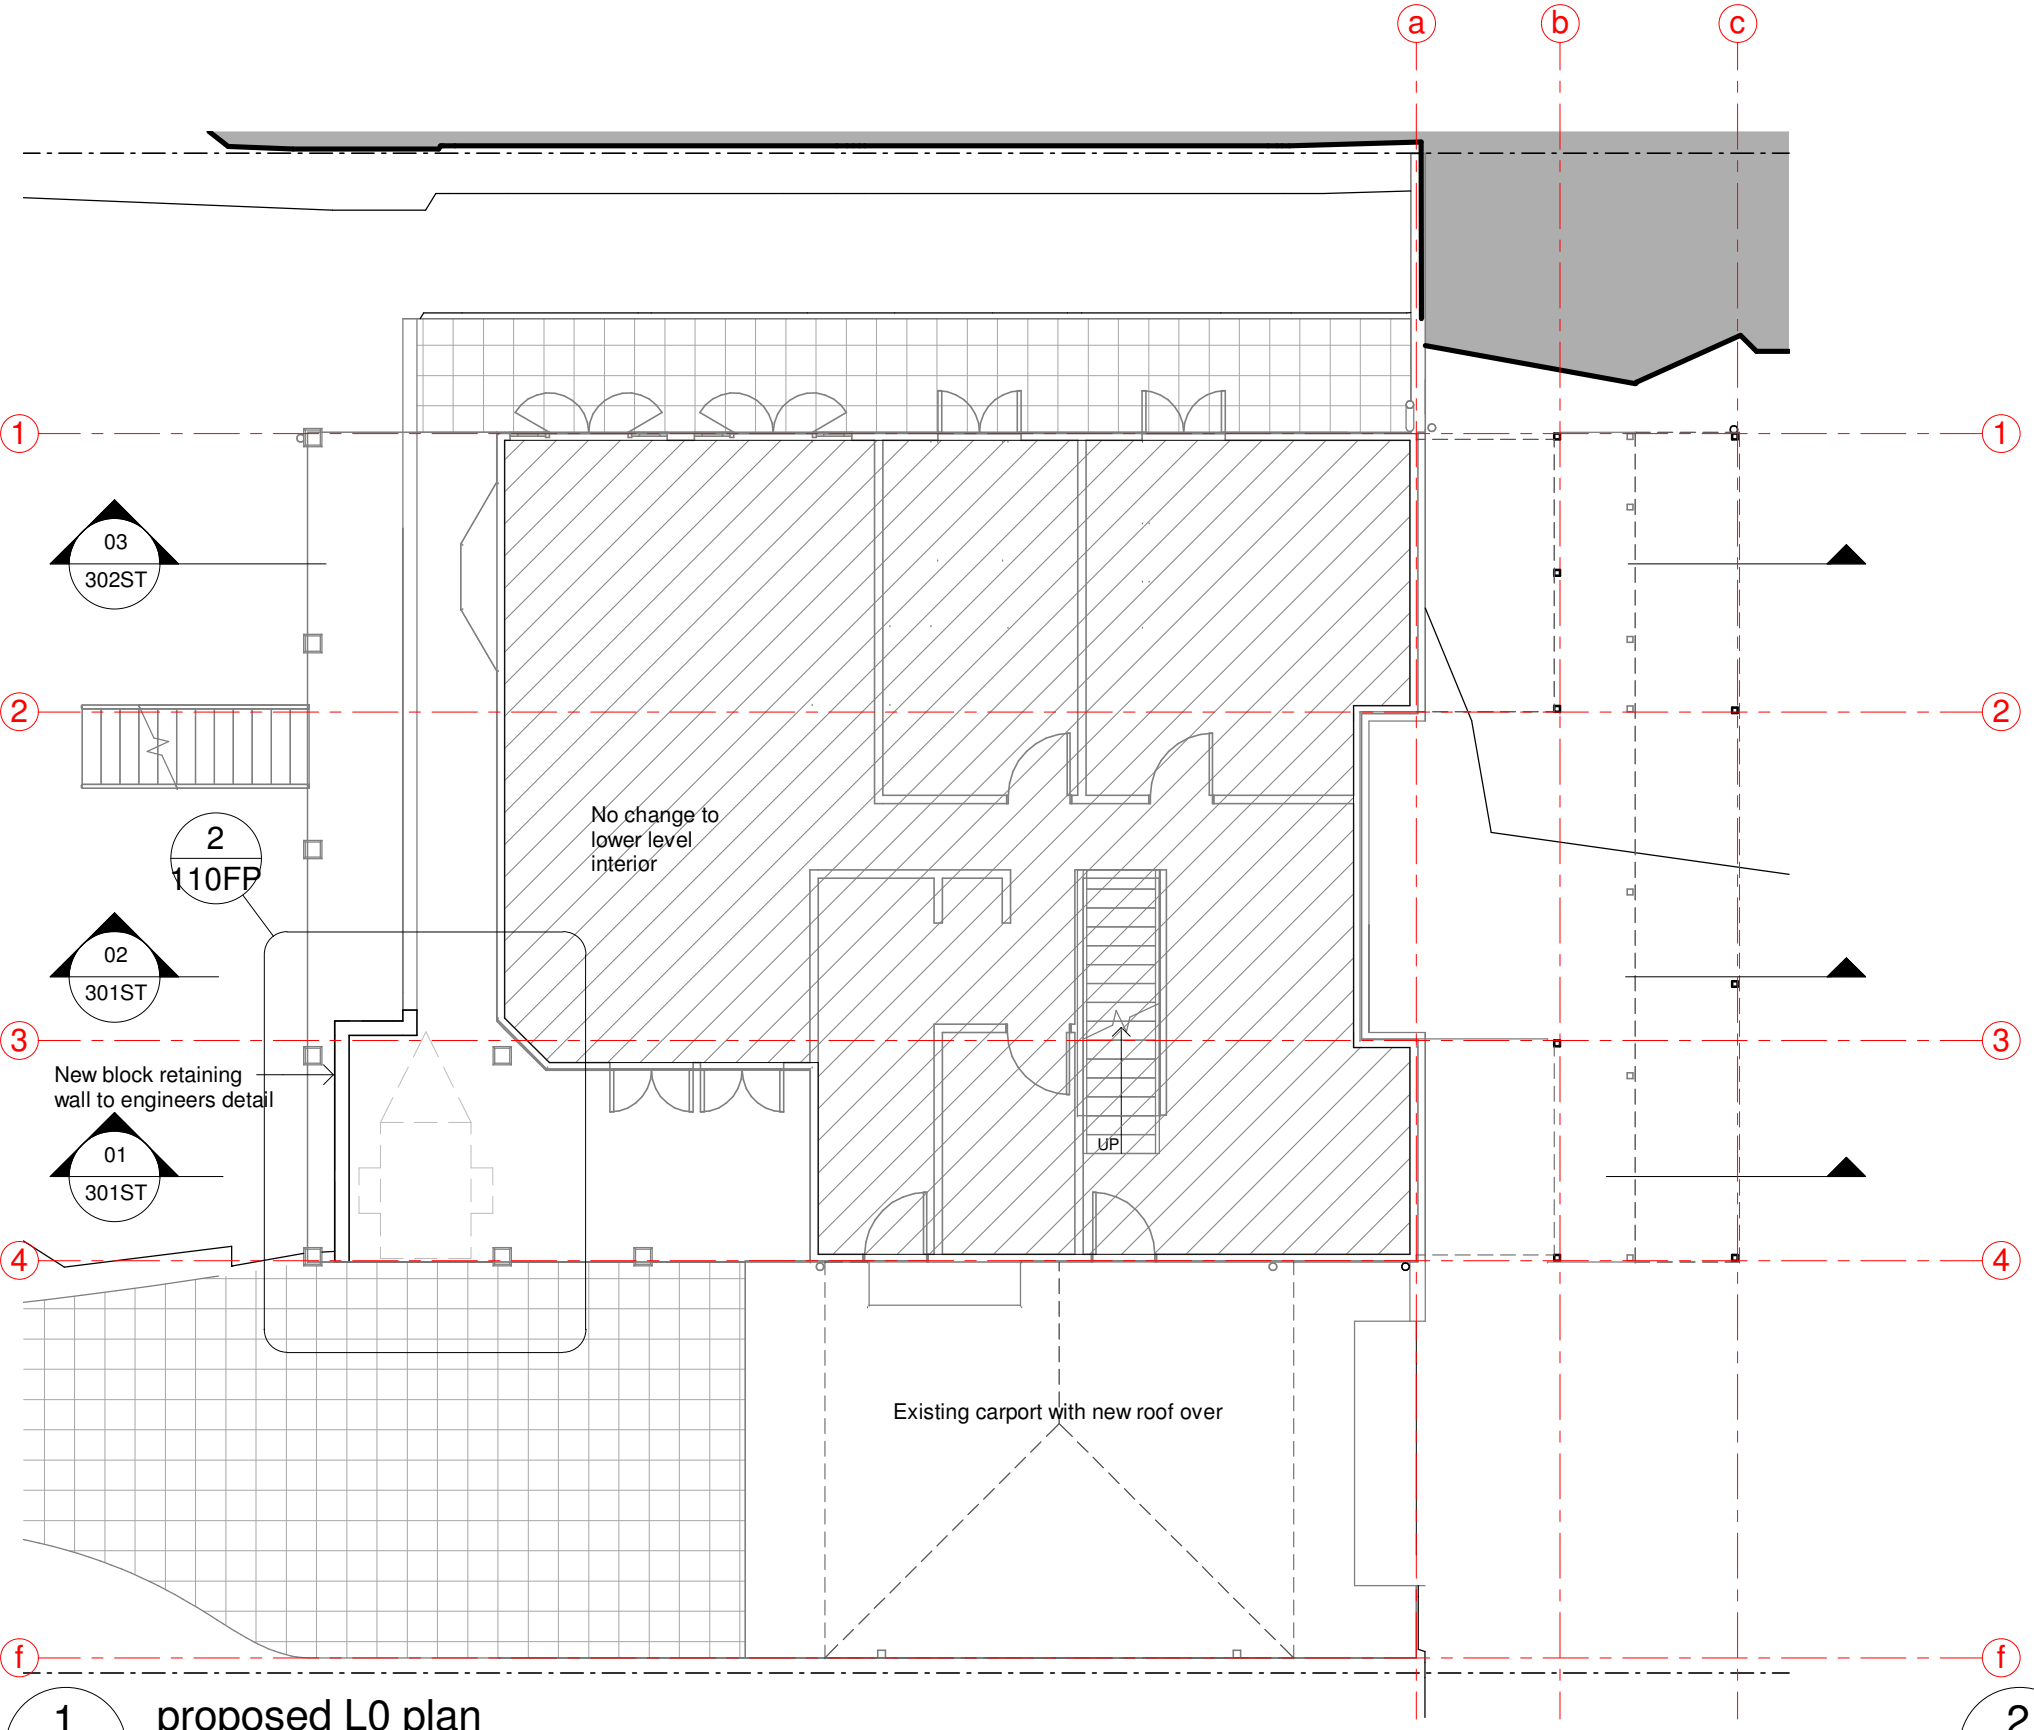 a b c
1 1
03
302ST
2 2
No change to
lower level
interior
2
110FP
02
301ST
3 3
New block retaining
wall to engineers detail
01
301ST
UP
4 4
Existing carport with new roof over
f f
1 proposed L0 plan 2